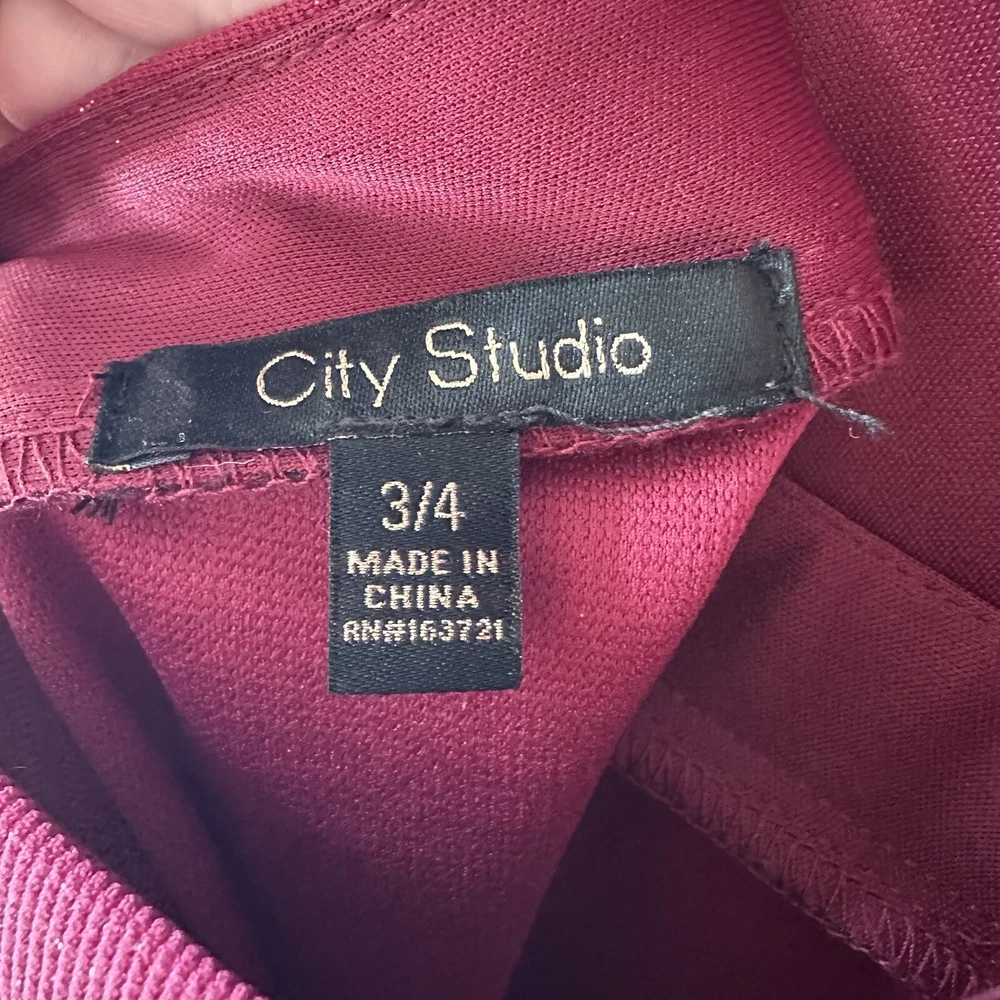 City Studio
3/4
MADE IN
CHINA
RN#163721